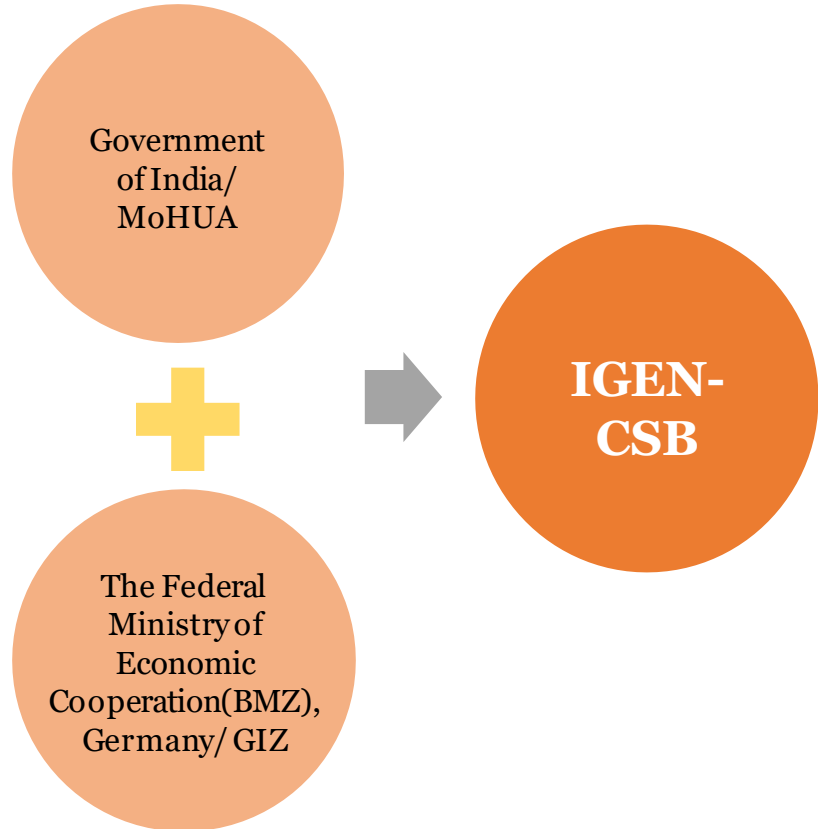 Government
of India/
MoHUA
IGEN-
CSB
The Federal
Ministry of
Economic
Cooperation(BMZ),
Germany/ GIZ